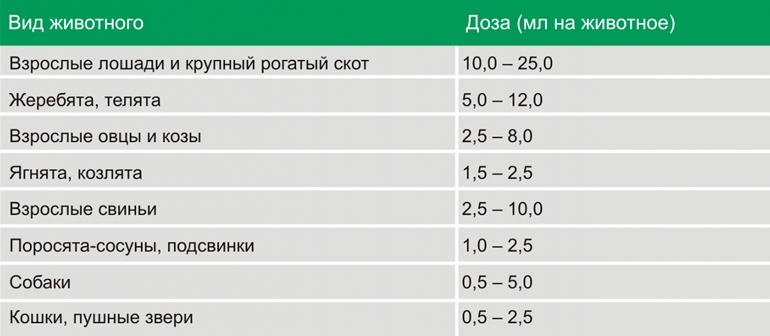 Вид животного Доза (мл на животное)
Взрослые лошади и крупный рогатый скот 10,0 – 25,0
Жеребята, телята 5,0 – 12,0
Взрослые овцы и козы 2,5 – 8,0
Ягнята, козлята 1,5 – 2,5
Взрослые свиньи 2,5 – 10,0
Поросята-сосуны, подсвинки 1,0 – 2,5
Собаки 0,5 – 5,0
Кошки, пушные звери 0,5 – 2,5